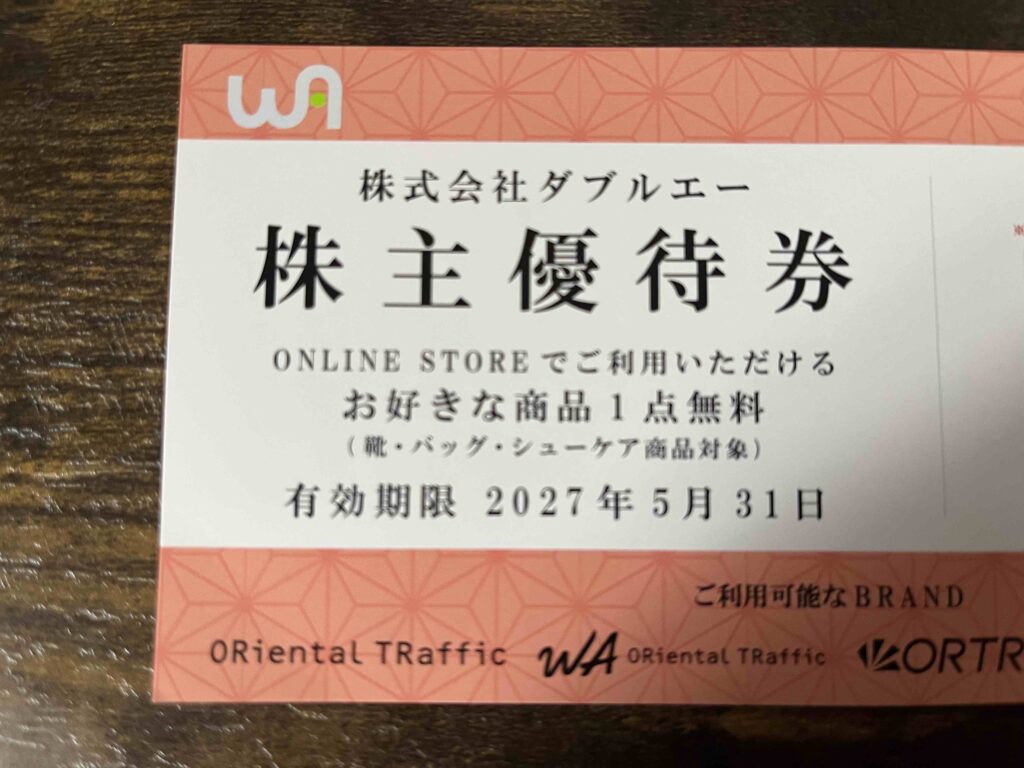 WA
株式会社ダブルエー
株主優待券
ONLINE STOREでご利用いただける
お好きな商品1点無料
(靴・バッグ・シューケア商品対象)
有効期限 2027年5月31日
ご利用可能なBRAND
ORiental TRaffic
WA ORiental TRaffic
ORTR